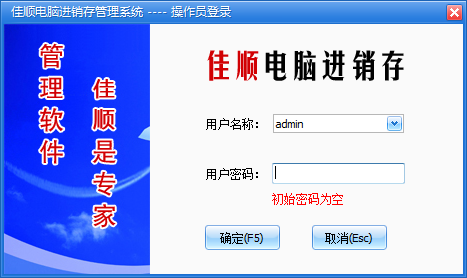 佳顺电脑进销存管理系统 ---- 操作员登录
管理软件
佳顺是专家
佳顺电脑进销存
用户名称： admin
用户密码：
初始密码为空
确定(F5) 取消(Esc)